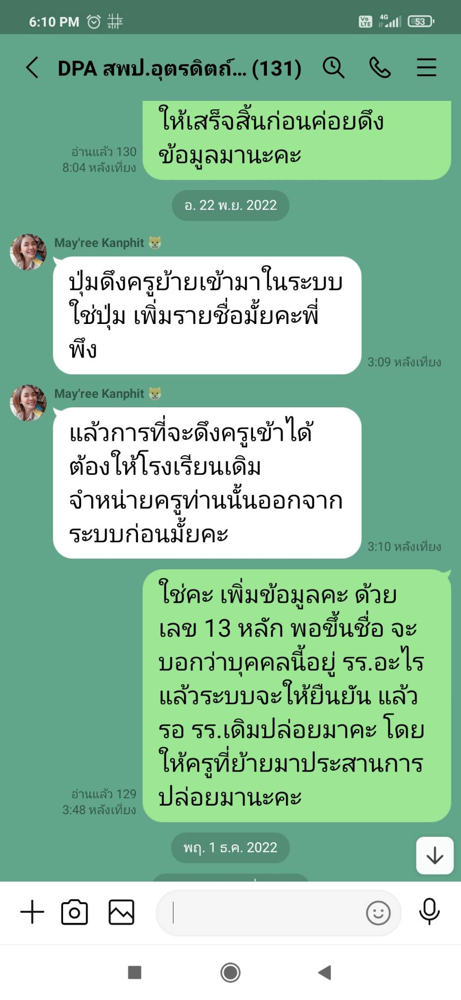 6:10 PM
Vo LTE 4G 53
DPA สพป.อุตรดิตถ์... (131)
ให้เสร็จสิ้นก่อนค่อยดึง
ข้อมูลมานะคะ
อ่านแล้ว 130
8:04 หลังเที่ยง
อ. 22 พ.ย. 2022
May'ree Kanphit
ปุ่มดึงครูย้ายเข้ามาในระบบ
ใช่ปุ่ม เพิ่มรายชื่อมั้ยคะพี่
พึง
3:09 หลังเที่ยง
May'ree Kanphit
แล้วการที่จะดึงครูเข้าได้
ต้องให้โรงเรียนเดิม
จำหน่ายครูท่านนั้นออกจาก
ระบบก่อนมั้ยคะ
3:10 หลังเที่ยง
ใช่คะ เพิ่มข้อมูลคะ ด้วย
เลข 13 หลัก พอขึ้นชื่อ จะ
บอกว่าบุคคลนี้อยู่ รร.อะไร
แล้วระบบจะให้ยืนยัน แล้ว
รอ รร.เดิมปล่อยมาคะ โดย
ให้ครูที่ย้ายมาประสานการ
ปล่อยมานะคะ
อ่านแล้ว 129
3:48 หลังเที่ยง
พฤ. 1 ธ.ค. 2022